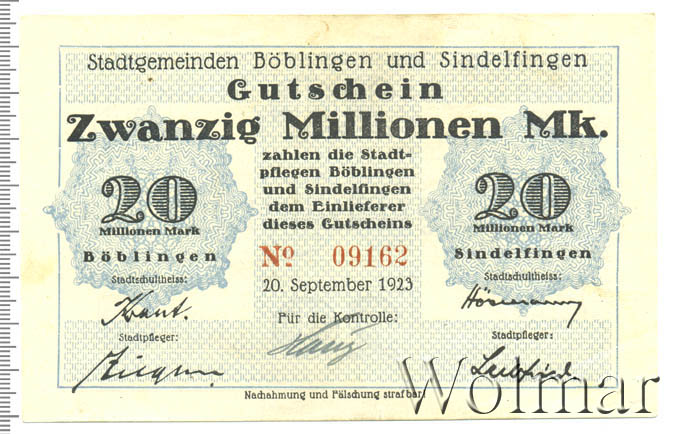 Stadtgemeinden Böblingen und Sindelfingen
Gutschein
Zwanzig Millionen Mk.
zahlen die Stadt-
pflegen Böblingen
und Sindelfingen
dem Einlieferer
dieses Gutscheins
20
Millionen Mark
Böblingen
Stadtschultheiss:
20
Millionen Mark
Sindelfingen
Stadtschultheiss:
No 09162
20. September 1923
Für die Kontrolle:
Kraut.
Hörmann
Stadtpfleger:
Stadtpfleger:
Nachahmung und Fälschung strafbar!
Wolmar